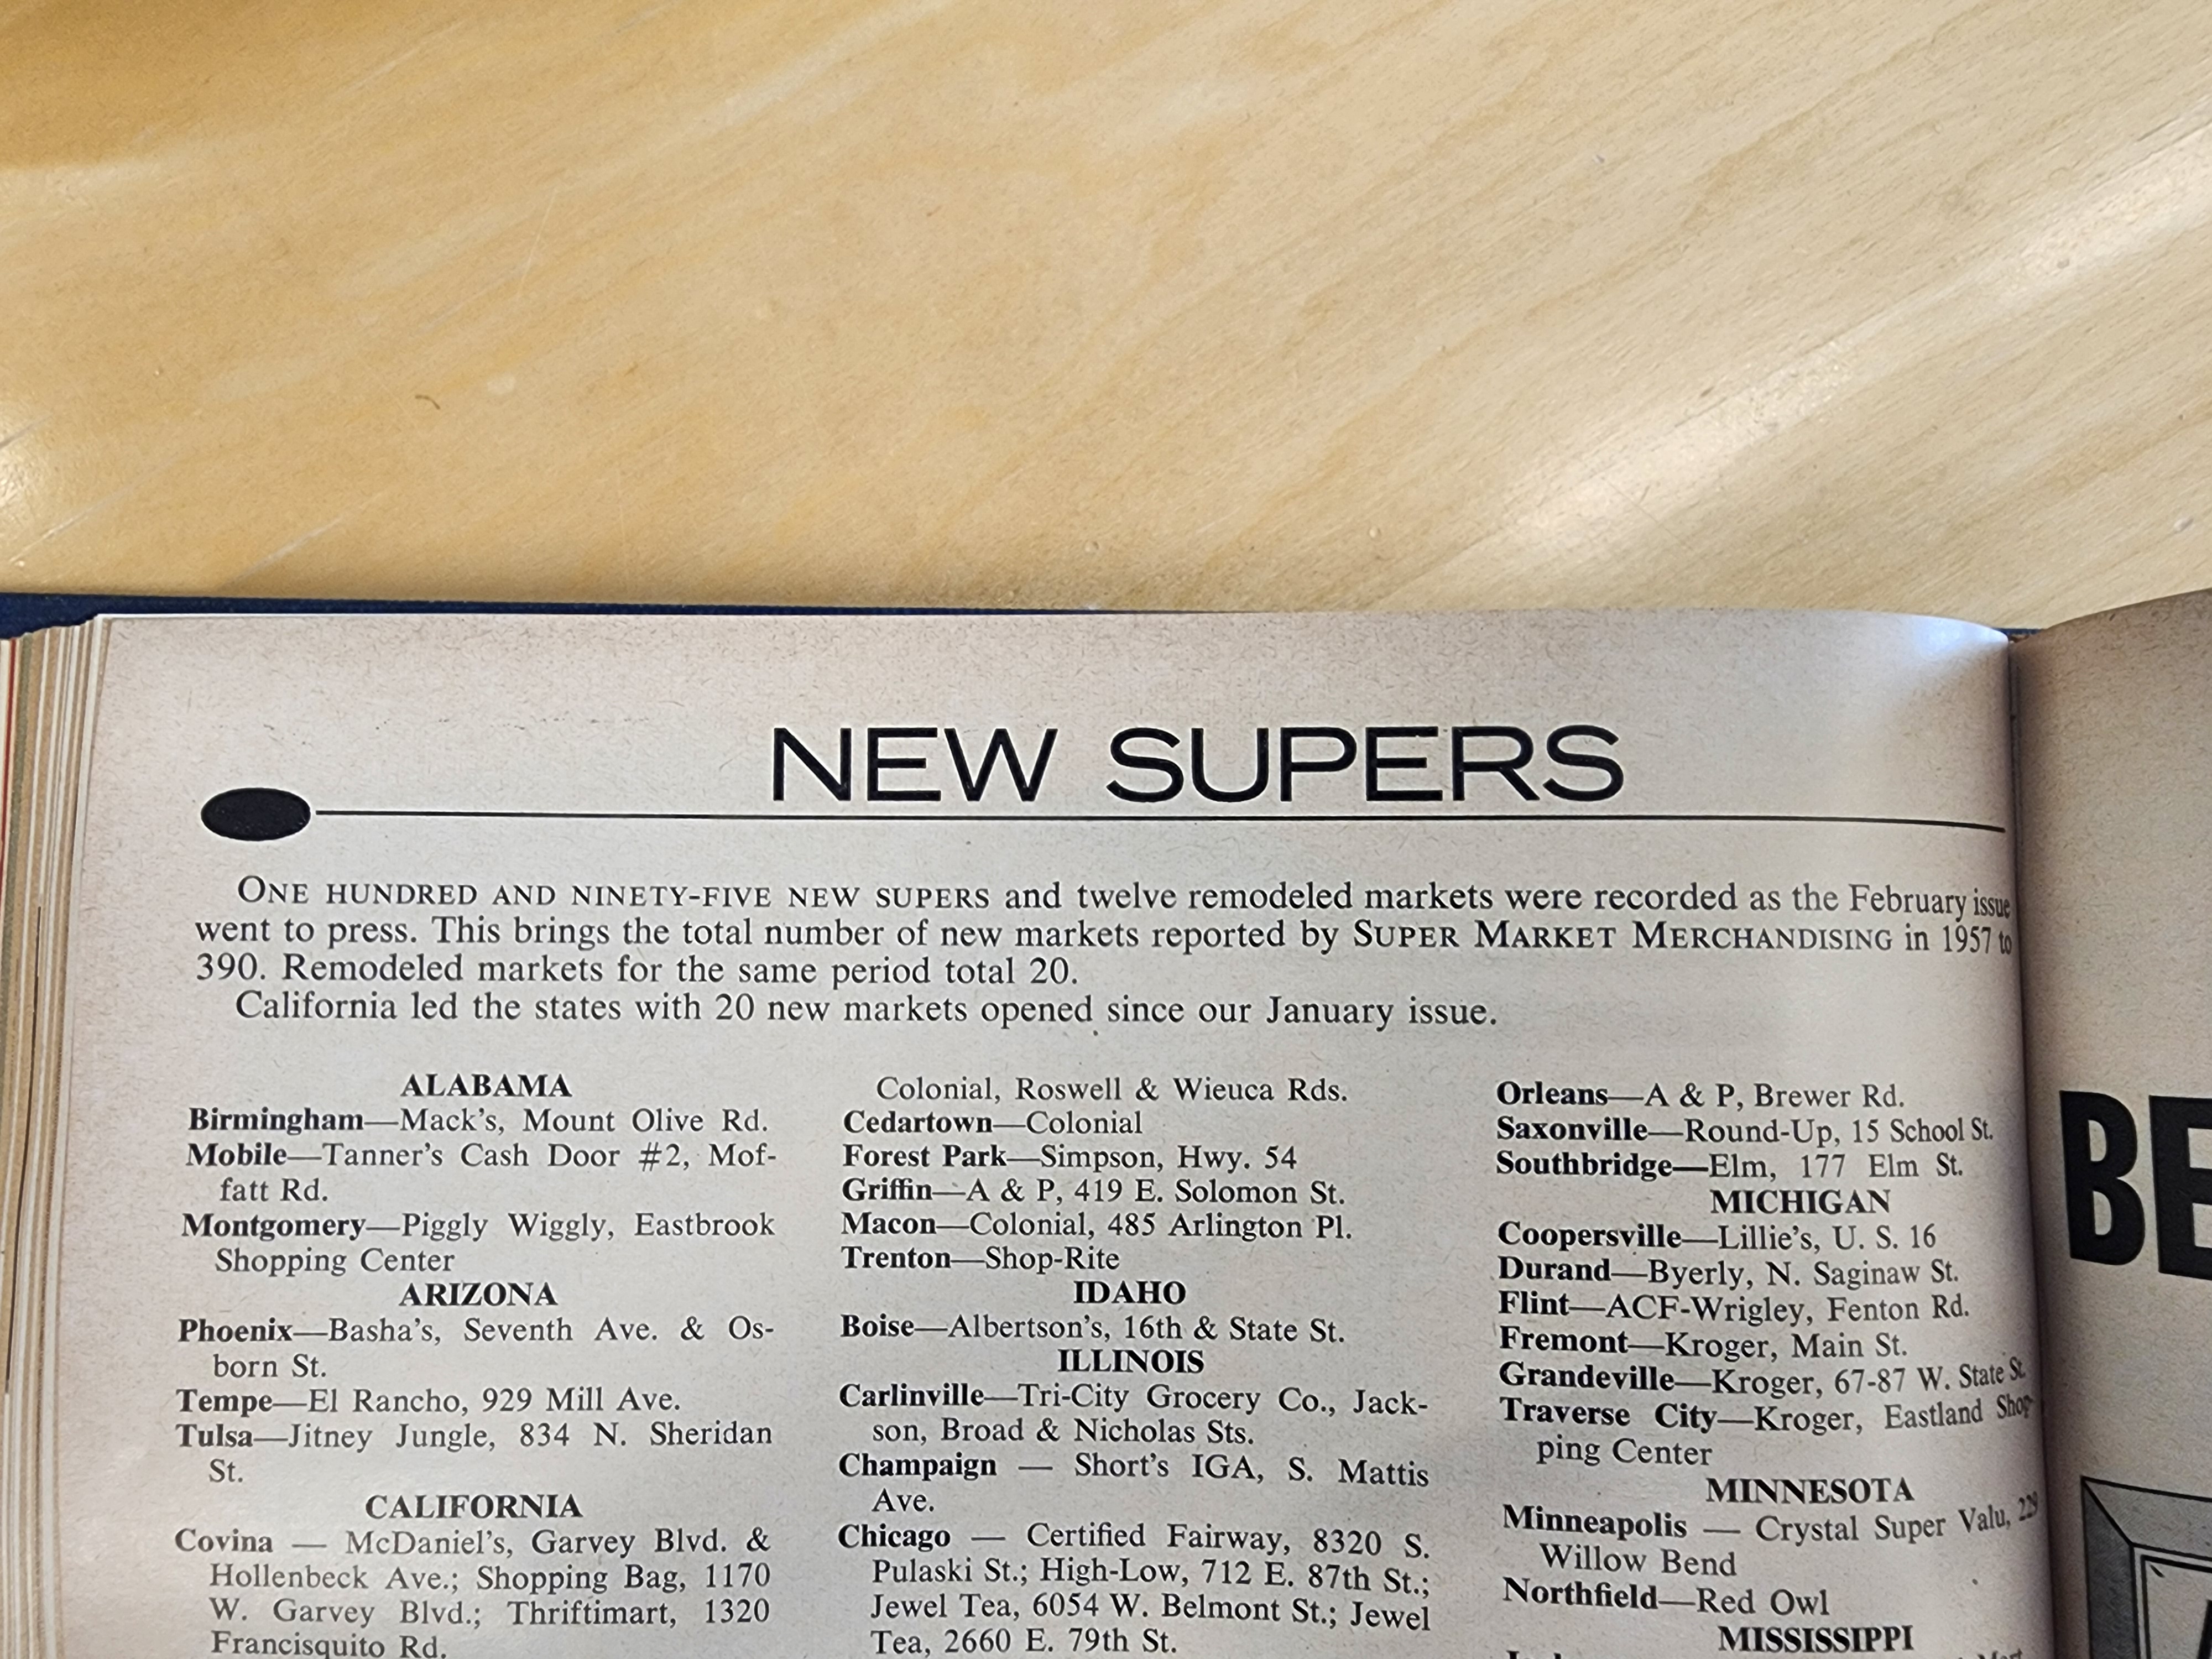 NEW SUPERS
ONE HUNDRED AND NINETY-FIVE NEW SUPERS and twelve remodeled markets were recorded as the February issue
went to press. This brings the total number of new markets reported by SUPER MARKET MERCHANDISING in 1957 to
390. Remodeled markets for the same period total 20.
California led the states with 20 new markets opened since our January issue.
ALABAMA
Birmingham—Mack's, Mount Olive Rd.
Mobile—Tanner's Cash Door #2, Mof-
fatt Rd.
Montgomery—Piggly Wiggly, Eastbrook
Shopping Center
ARIZONA
Phoenix—Basha's, Seventh Ave. & Os-
born St.
Tempe—El Rancho, 929 Mill Ave.
Tulsa—Jitney Jungle, 834 N. Sheridan
St.
CALIFORNIA
Covina — McDaniel's, Garvey Blvd. &
Hollenbeck Ave.; Shopping Bag, 1170
W. Garvey Blvd.; Thriftimart, 1320
Francisquito Rd.
Colonial, Roswell & Wieuca Rds.
Cedartown—Colonial
Forest Park—Simpson, Hwy. 54
Griffin—A & P, 419 E. Solomon St.
Macon—Colonial, 485 Arlington Pl.
Trenton—Shop-Rite
IDAHO
Boise—Albertson's, 16th & State St.
ILLINOIS
Carlinville—Tri-City Grocery Co., Jack-
son, Broad & Nicholas Sts.
Champaign — Short's IGA, S. Mattis
Ave.
Chicago — Certified Fairway, 8320 S.
Pulaski St.; High-Low, 712 E. 87th St.;
Jewel Tea, 6054 W. Belmont St.; Jewel
Tea, 2660 E. 79th St.
Orleans—A & P, Brewer Rd.
Saxonville—Round-Up, 15 School St.
Southbridge—Elm, 177 Elm St.
MICHIGAN
Coopersville—Lillie's, U. S. 16
Durand—Byerly, N. Saginaw St.
Flint—ACF-Wrigley, Fenton Rd.
Fremont—Kroger, Main St.
Grandeville—Kroger, 67-87 W. State St.
Traverse City—Kroger, Eastland Shop-
ping Center
MINNESOTA
Minneapolis — Crystal Super Valu,
Willow Bend
Northfield—Red Owl
MISSISSIPPI
BE